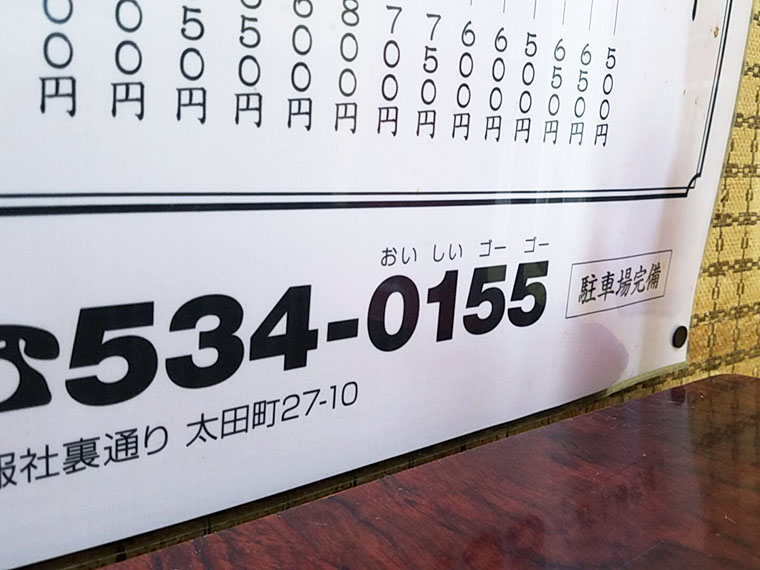 500円
650円
650円
500円
600円
600円
750円
700円
800円
600円
50円
50円
00円
00円
おい しい ゴー ゴー
☎534-0155
駐車場完備
報社裏通り 太田町27-10